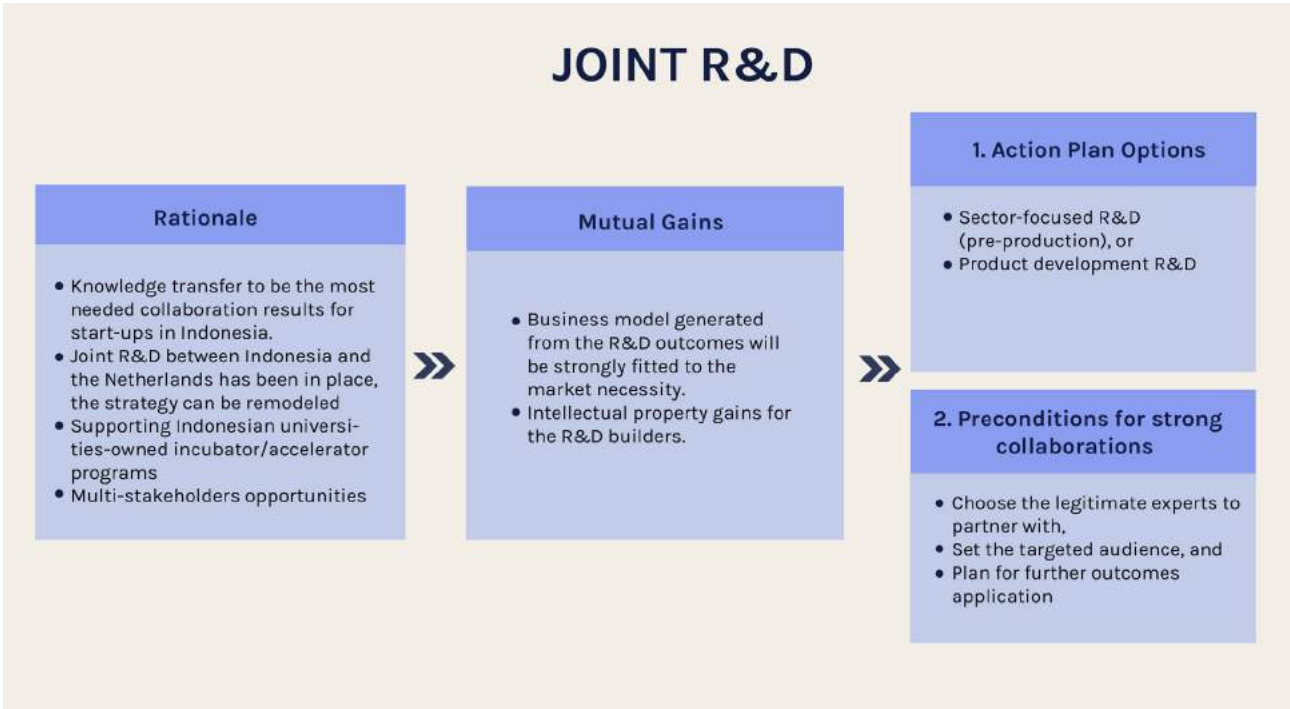 JOINT R&D
Rationale
• Knowledge transfer to be the most
needed collaboration results for
start-ups in Indonesia.
• Joint R&D between Indonesia and
the Netherlands has been in place,
the strategy can be remodeled
• Supporting Indonesian universi-
ties-owned incubator/accelerator
programs
• Multi-stakeholders opportunities
Mutual Gains
• Business model generated
from the R&D outcomes will
be strongly fitted to the
market necessity.
• Intellectual property gains for
the R&D builders.
1. Action Plan Options
• Sector-focused R&D
(pre-production), or
• Product development R&D
2. Preconditions for strong
collaborations
• Choose the legitimate experts to
partner with,
• Set the targeted audience, and
• Plan for further outcomes
application